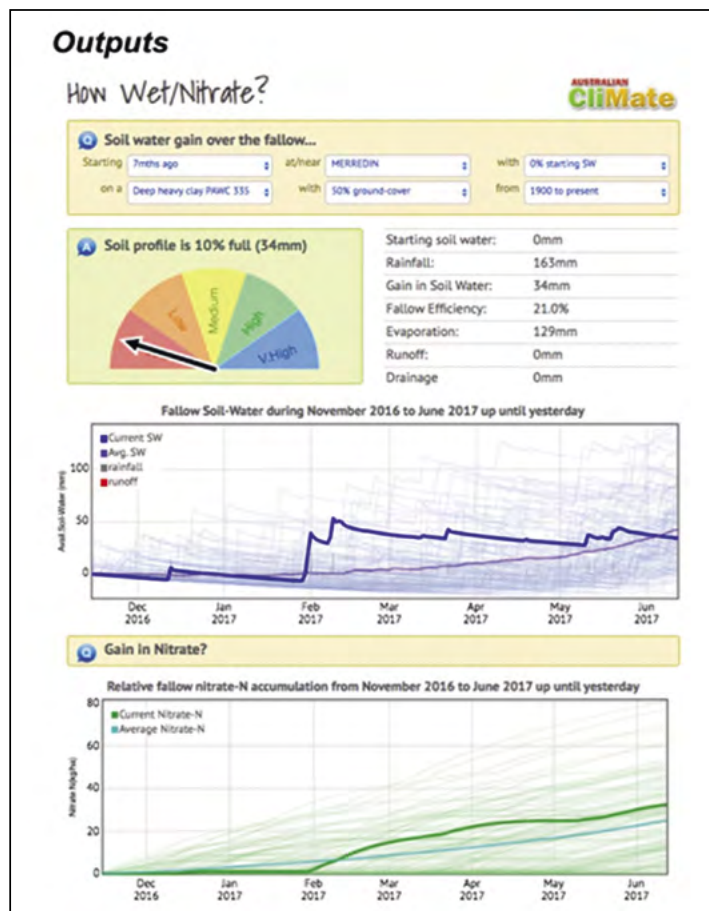 Outputs
How Wet/Nitrate?
AUSTRALIAN
CliMate
Q Soil water gain over the fallow...
Starting 7mths ago at/near MERREDIN with 0% starting SW
on a Deep heavy clay PAWC 335 with 50% ground-cover from 1900 to present
A Soil profile is 10% full (34mm)
Low
Medium
High
V.High
Starting soil water: 0mm
Rainfall: 163mm
Gain in Soil Water: 34mm
Fallow Efficiency: 21.0%
Evaporation: 129mm
Runoff: 0mm
Drainage 0mm
Fallow Soil-Water during November 2016 to June 2017 up until yesterday
Current SW
Avg. SW
rainfall
runoff
Avail.Soil-Water (mm)
100
50
0
Dec Jan Feb Mar Apr May Jun
2016 2017 2017 2017 2017 2017 2017
Q Gain in Nitrate?
Relative fallow nitrate-N accumulation from November 2016 to June 2017 up until yesterday
Current Nitrate-N
Average Nitrate-N
Nitrate N(kg/ha)
80
60
40
20
0
Dec Jan Feb Mar Apr May Jun
2016 2017 2017 2017 2017 2017 2017